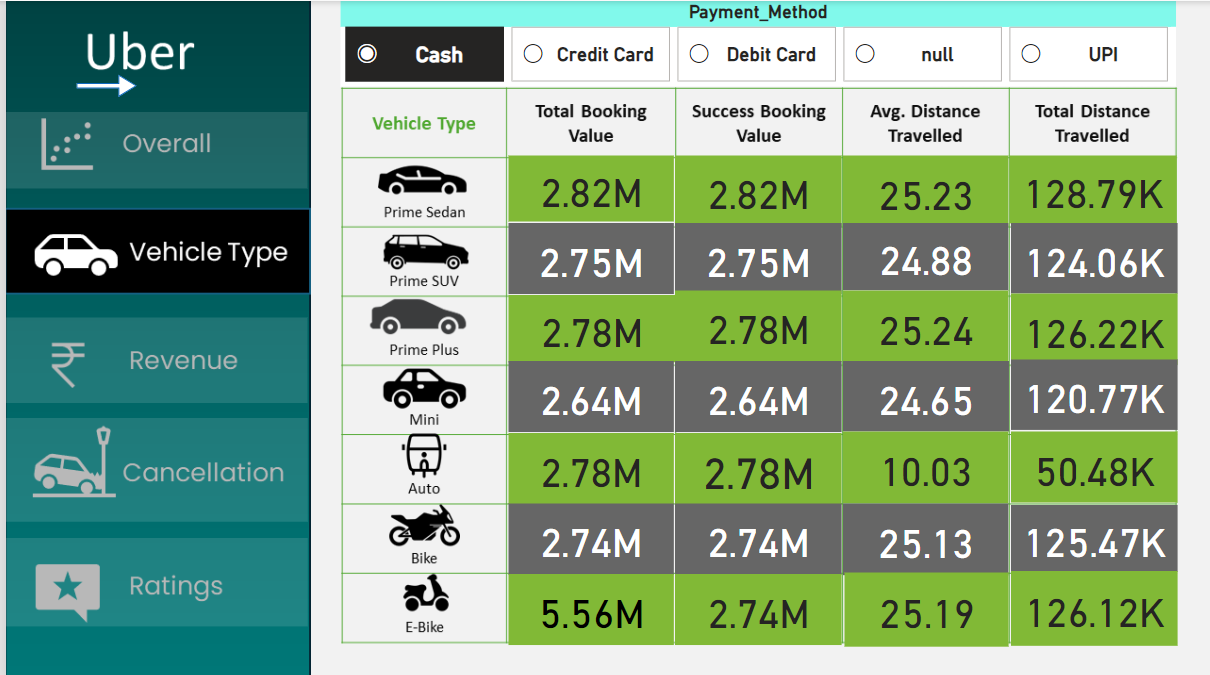 Uber
Overall
Vehicle Type
Revenue
Cancellation
Ratings
Payment_Method
Cash
Credit Card
Debit Card
null
UPI
Vehicle Type
Total Booking
Value
Success Booking
Value
Avg. Distance
Travelled
Total Distance
Travelled
Prime Sedan
2.82M
2.82M
25.23
128.79K
Prime SUV
2.75M
2.75M
24.88
124.06K
Prime Plus
2.78M
2.78M
25.24
126.22K
Mini
2.64M
2.64M
24.65
120.77K
Auto
2.78M
2.78M
10.03
50.48K
Bike
2.74M
2.74M
25.13
125.47K
E-Bike
5.56M
2.74M
25.19
126.12K